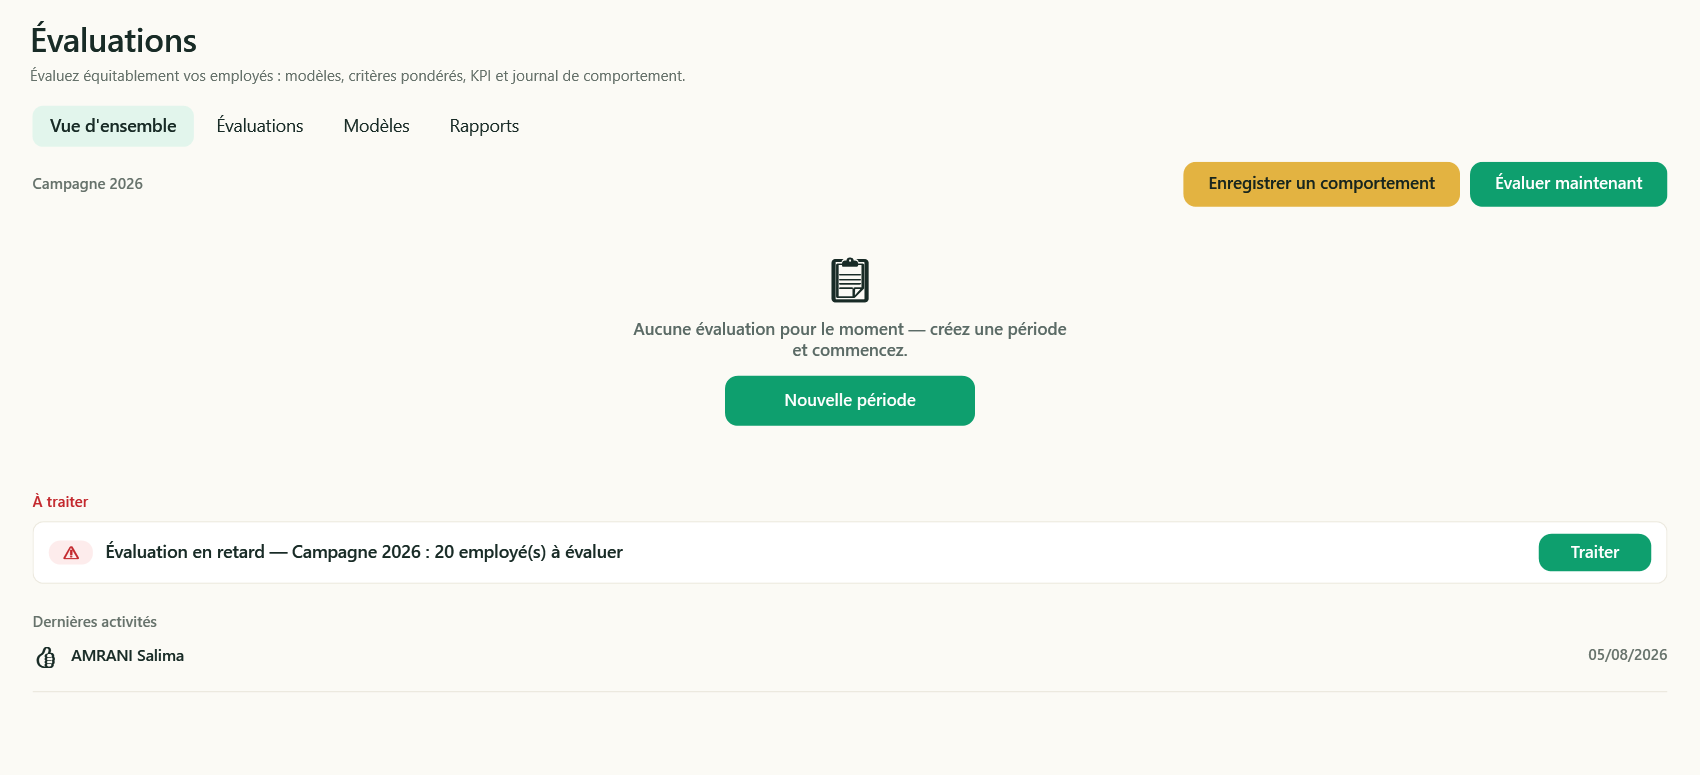 Évaluations
Évaluez équitablement vos employés : modèles, critères pondérés, KPI et journal de comportement.
Vue d'ensemble Évaluations Modèles Rapports
Campagne 2026 Enregistrer un comportement Évaluer maintenant
Aucune évaluation pour le moment — créez une période
et commencez.
Nouvelle période
À traiter
Évaluation en retard — Campagne 2026 : 20 employé(s) à évaluer Traiter
Dernières activités
AMRANI Salima 05/08/2026